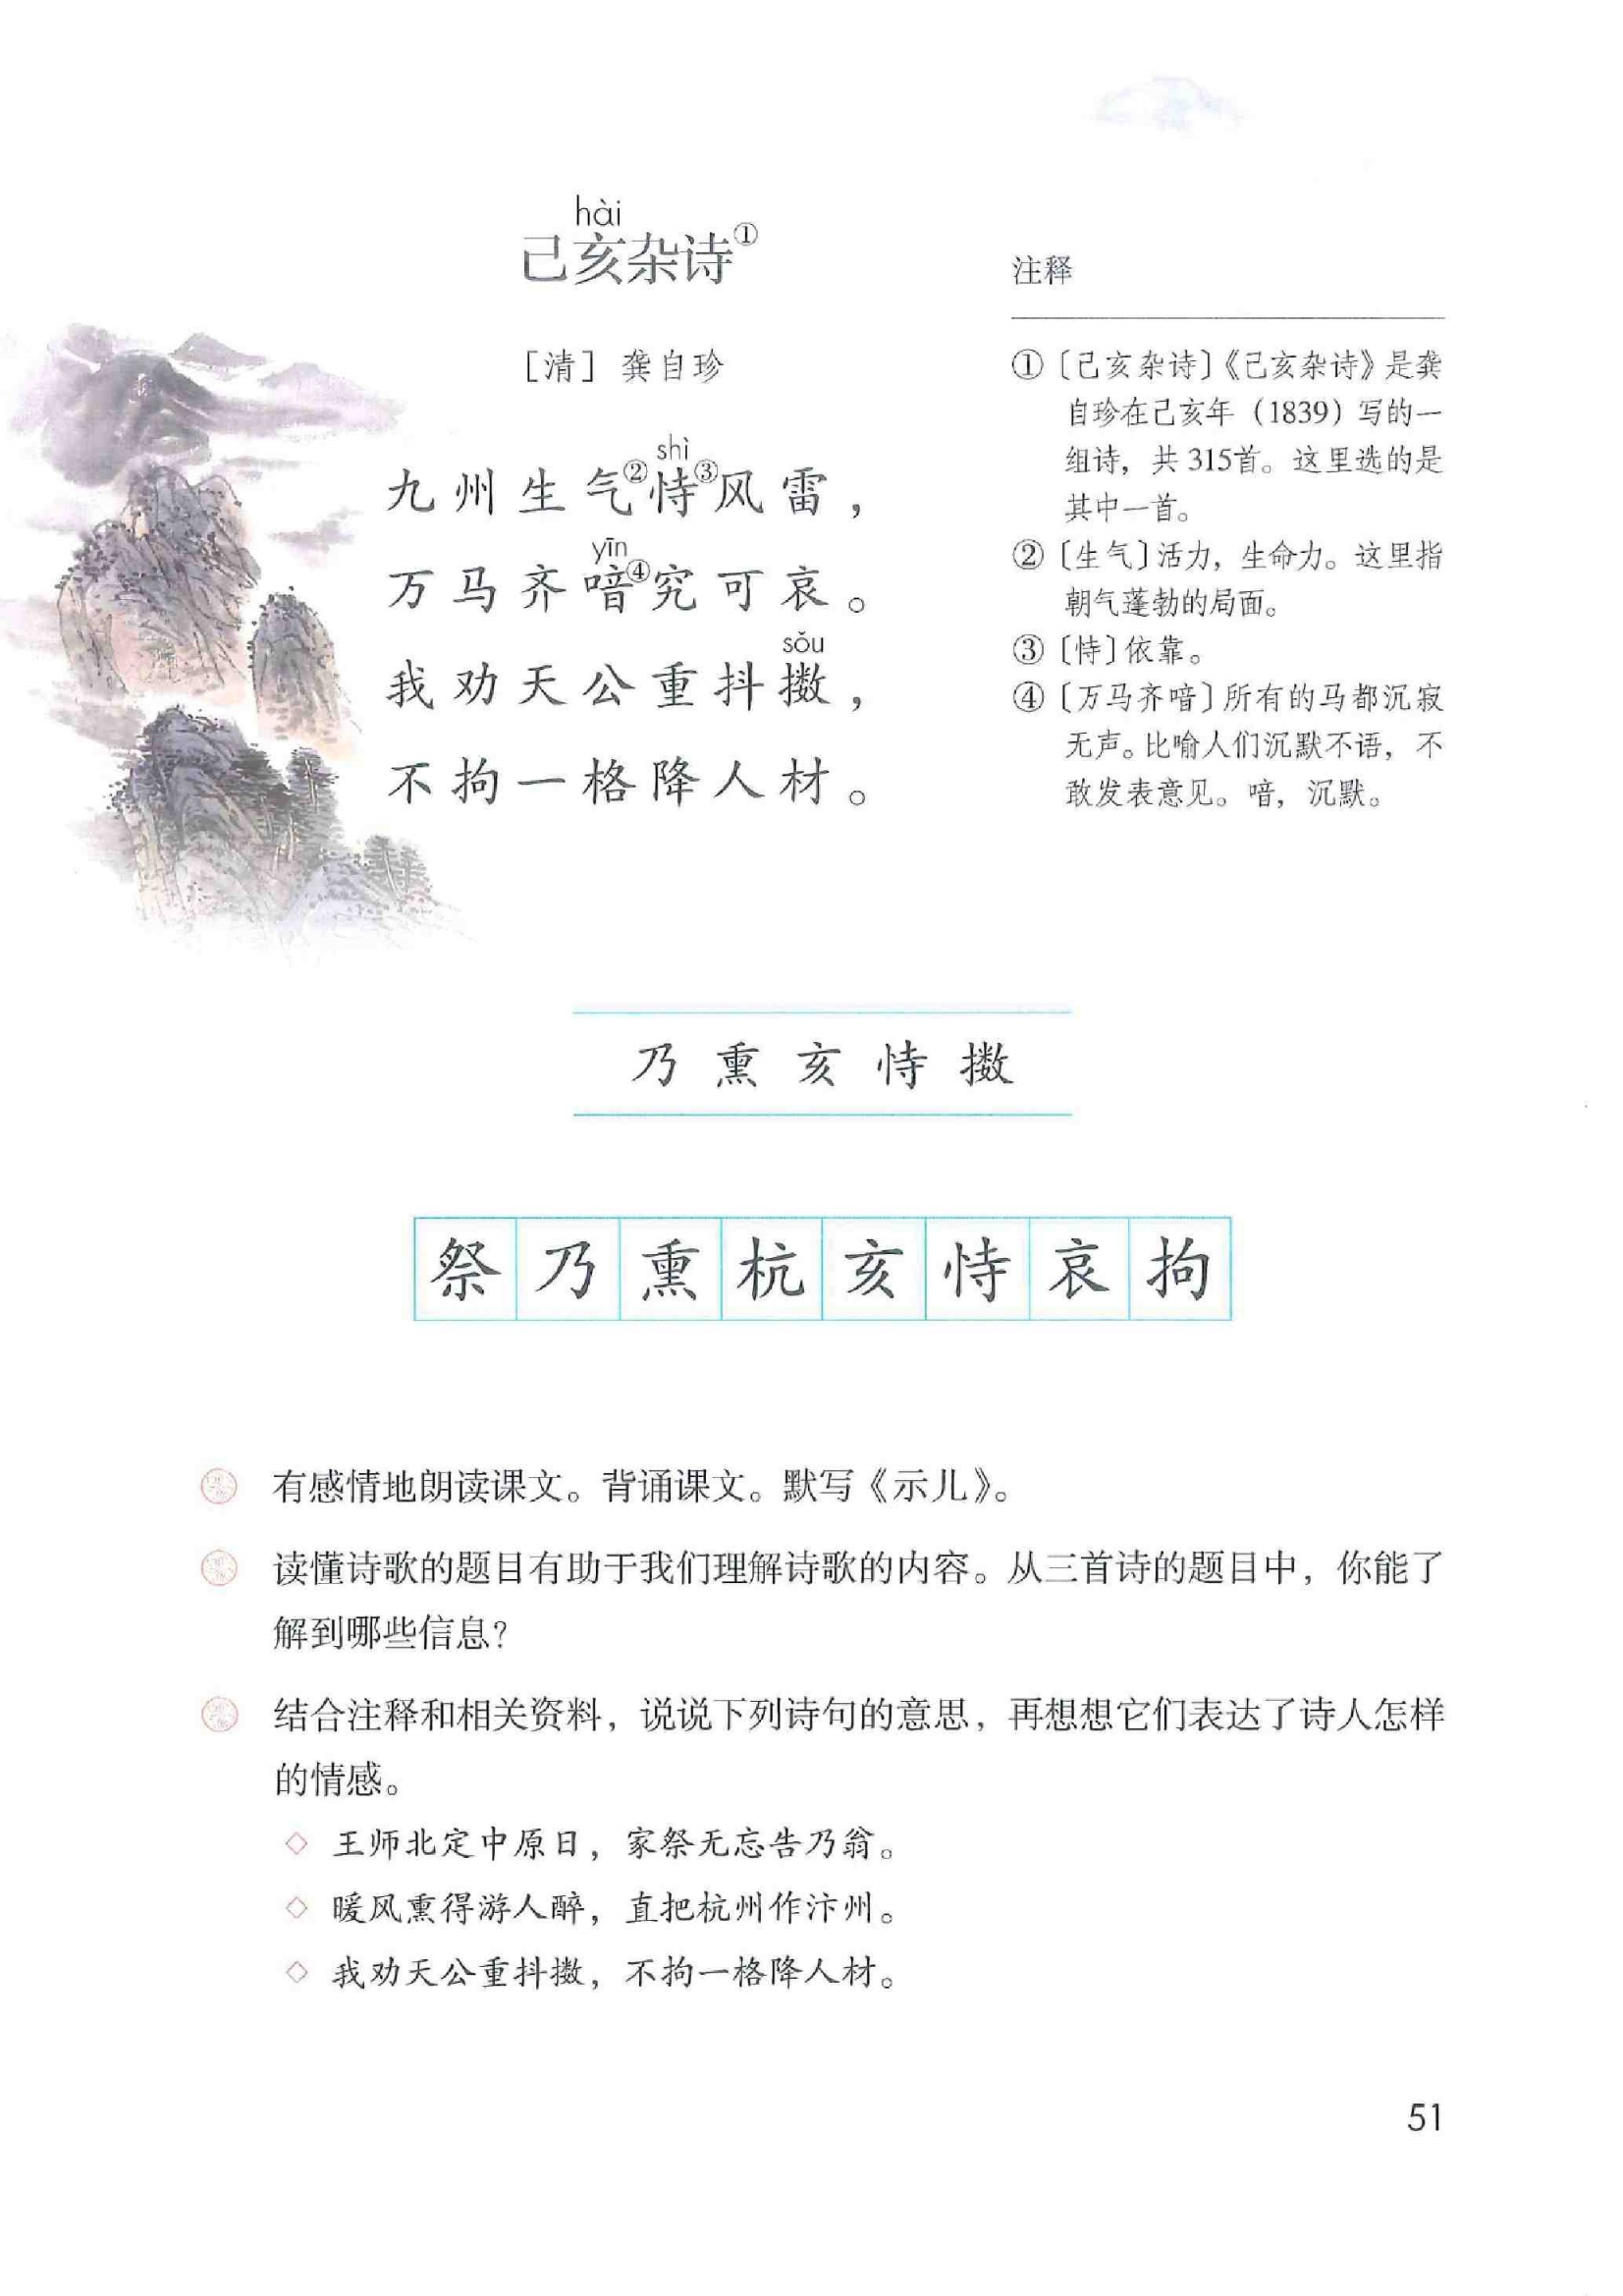 hài
己亥杂诗①
[清] 龚自珍
shì
九州生气②恃③风雷，
yīn
万马齐喑④究可哀。
sǒu
我劝天公重抖擞，
不拘一格降人材。
注释
①〔己亥杂诗〕《己亥杂诗》是龚
自珍在己亥年（1839）写的一
组诗，共315首。这里选的是
其中一首。
②〔生气〕活力，生命力。这里指
朝气蓬勃的局面。
③〔恃〕依靠。
④〔万马齐喑〕所有的马都沉寂
无声。比喻人们沉默不语，不
敢发表意见。喑，沉默。
乃 熏 亥 恃 擞
祭 乃 熏 杭 亥 恃 哀 拘
有感情地朗读课文。背诵课文。默写《示儿》。
读懂诗歌的题目有助于我们理解诗歌的内容。从三首诗的题目中，你能了
解到哪些信息？
结合注释和相关资料，说说下列诗句的意思，再想想它们表达了诗人怎样
的情感。
◇ 王师北定中原日，家祭无忘告乃翁。
◇ 暖风熏得游人醉，直把杭州作汴州。
◇ 我劝天公重抖擞，不拘一格降人材。
51